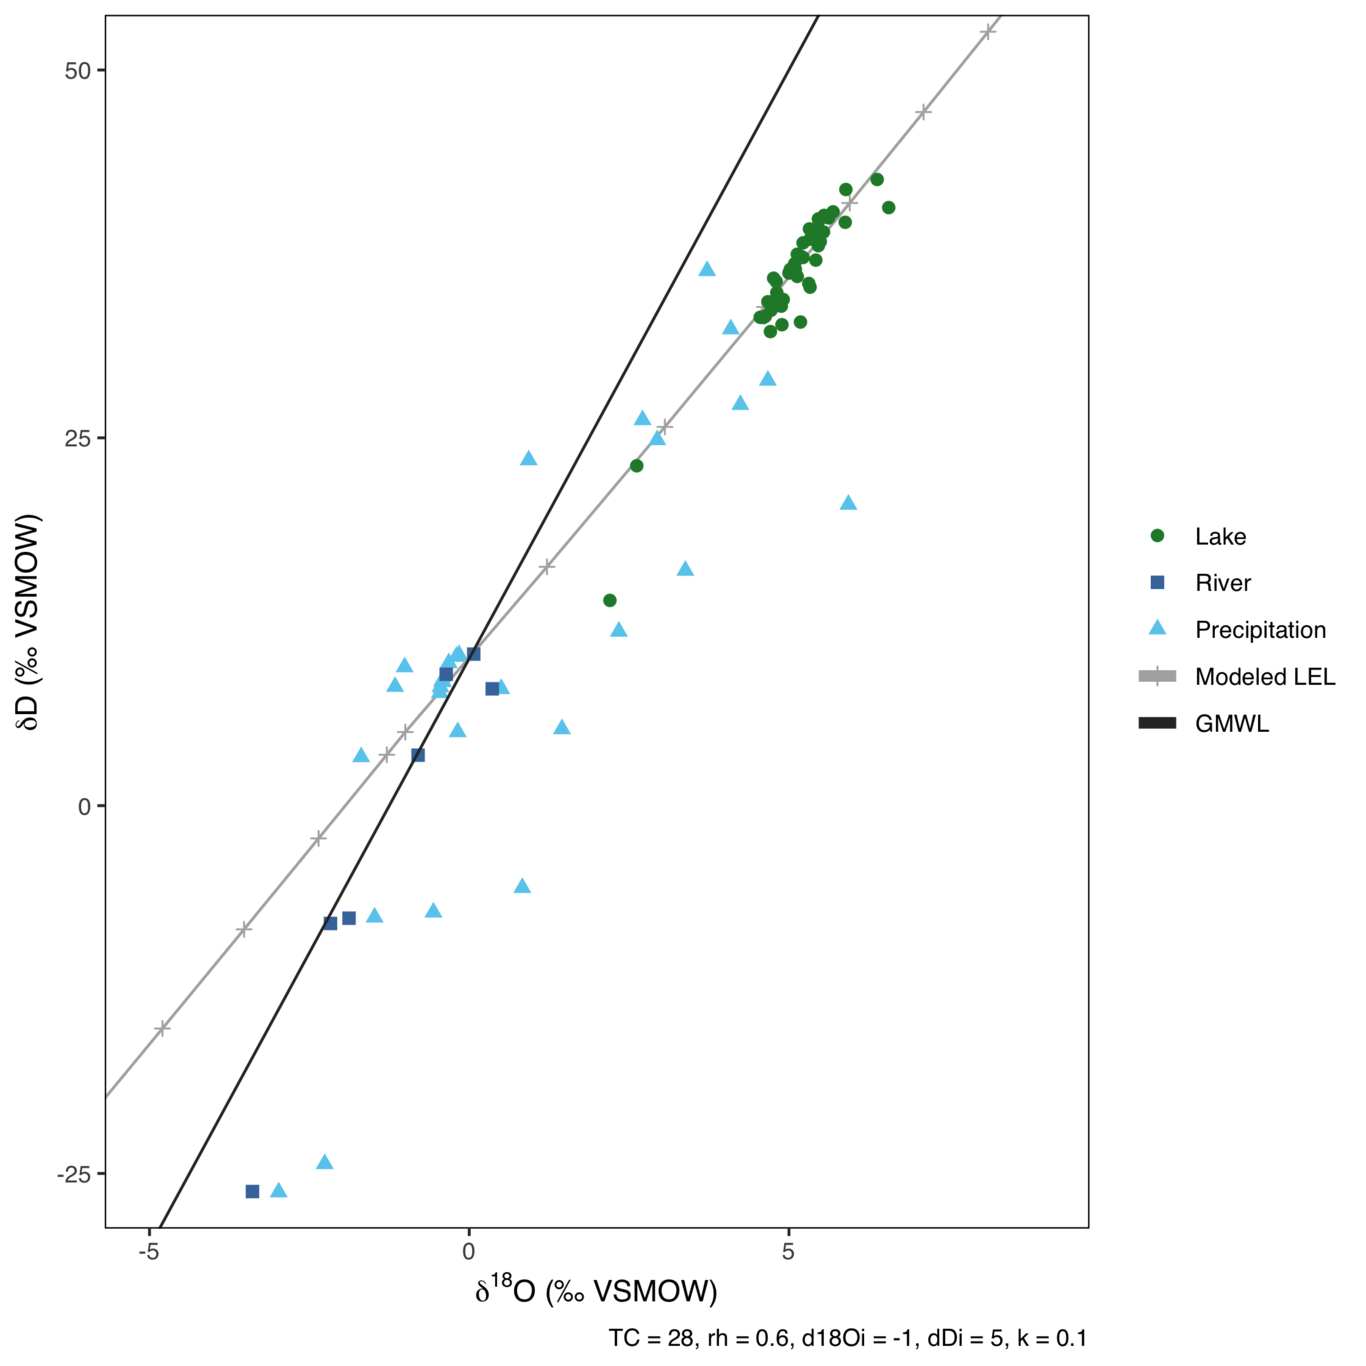 50
25
0
-25
-5
0
5
δD (‰ VSMOW)
δ¹⁸O (‰ VSMOW)
Lake
River
Precipitation
Modeled LEL
GMWL
TC = 28, rh = 0.6, d18Oi = -1, dDi = 5, k = 0.1